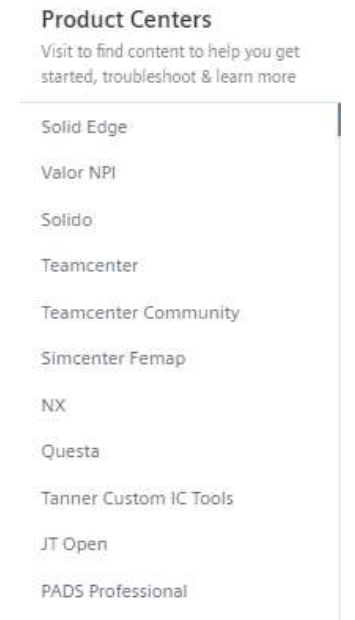 Product Centers
Visit to find content to help you get
started, troubleshoot & learn more
Solid Edge
Valor NPI
Solido
Teamcenter
Teamcenter Community
Simcenter Femap
NX
Questa
Tanner Custom IC Tools
JT Open
PADS Professional